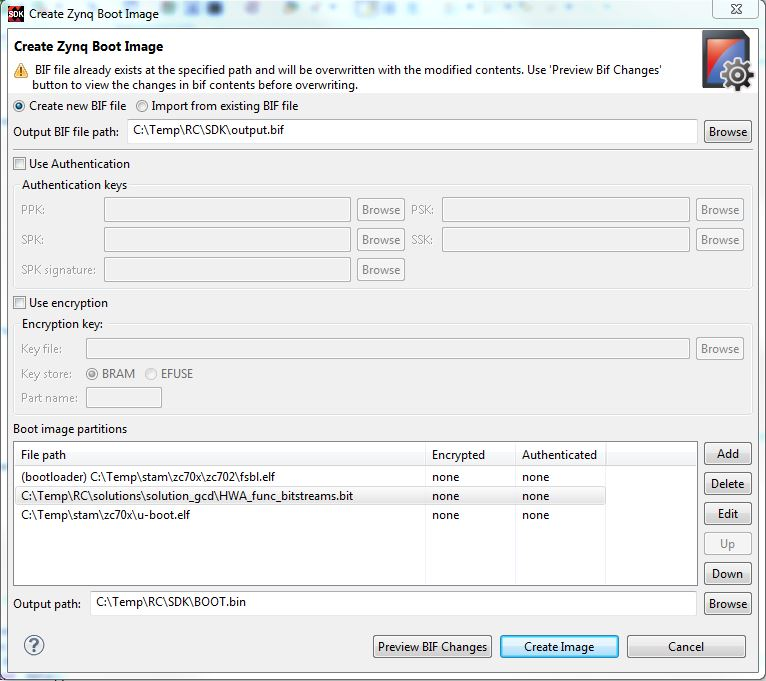 SDK Create Zynq Boot Image
Create Zynq Boot Image
BIF file already exists at the specified path and will be overwritten with the modified contents. Use 'Preview Bif Changes'
button to view the changes in bif contents before overwriting.
Create new BIF file Import from existing BIF file
Output BIF file path: C:\Temp\RC\SDK\output.bif Browse
Use Authentication
Authentication keys
PPK: Browse PSK: Browse
SPK: Browse SSK: Browse
SPK signature: Browse
Use encryption
Encryption key:
Key file: Browse
Key store: BRAM EFUSE
Part name:
Boot image partitions
File path Encrypted Authenticated Add
(bootloader) C:\Temp\stam\zc70x\zc702\fsbl.elf none none Delete
C:\Temp\RC\solutions\solution_gcd\HWA_func_bitstreams.bit none none
C:\Temp\stam\zc70x\u-boot.elf none none Edit
Up
Down
Output path: C:\Temp\RC\SDK\BOOT.bin Browse
? Preview BIF Changes Create Image Cancel